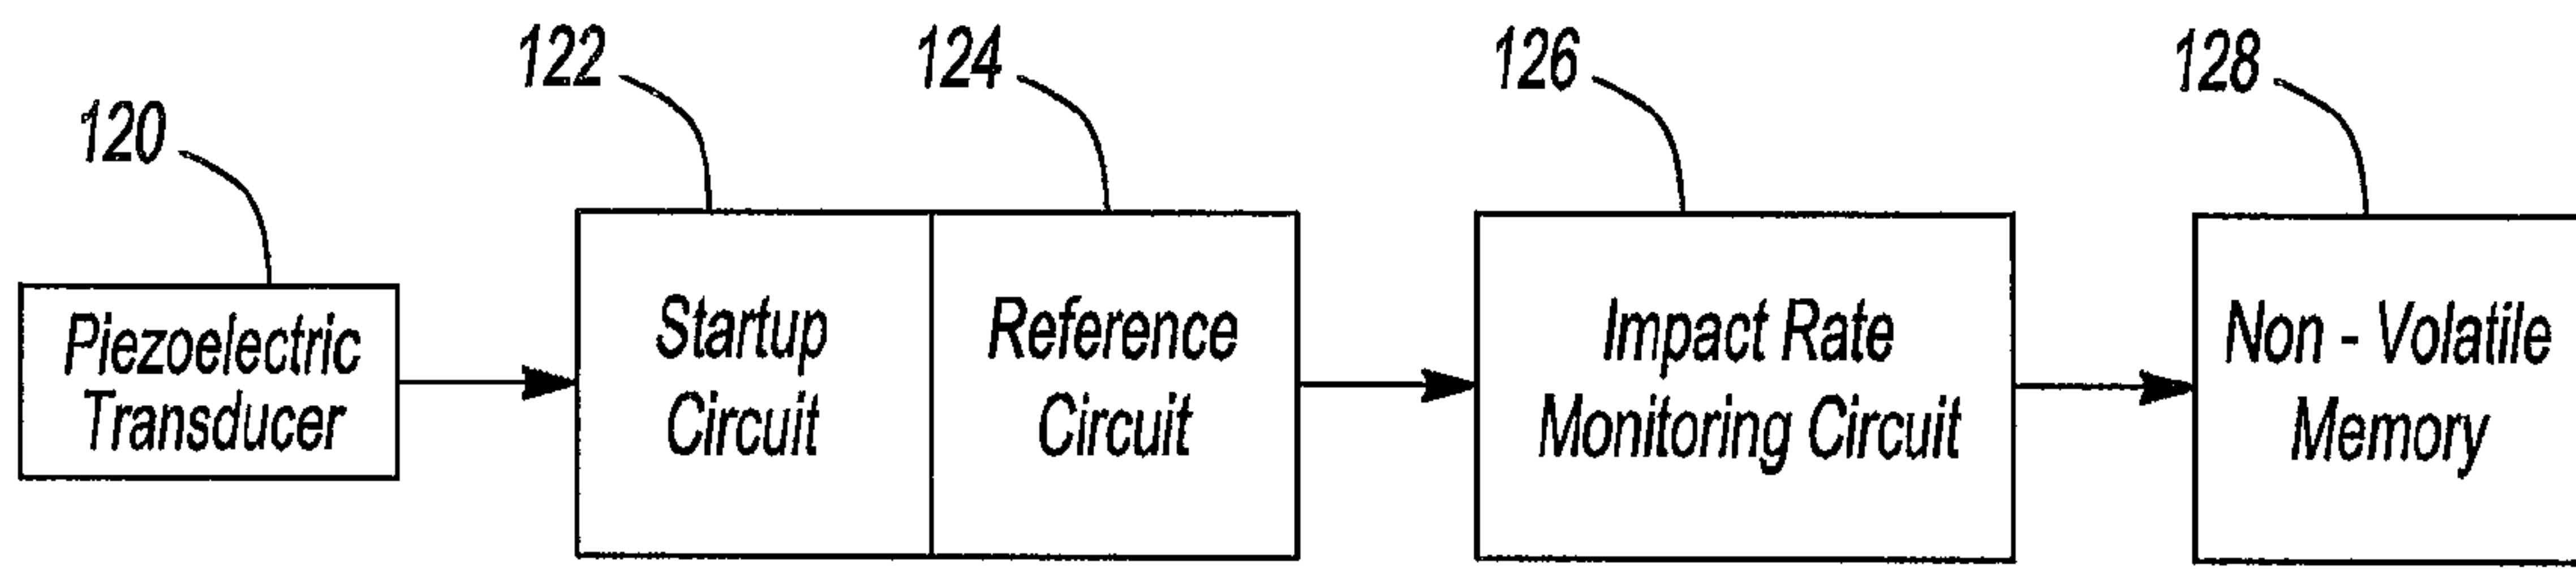 120
122
124
126
128
Piezoelectric
Transducer
Startup
Circuit
Reference
Circuit
Impact Rate
Monitoring Circuit
Non - Volatile
Memory